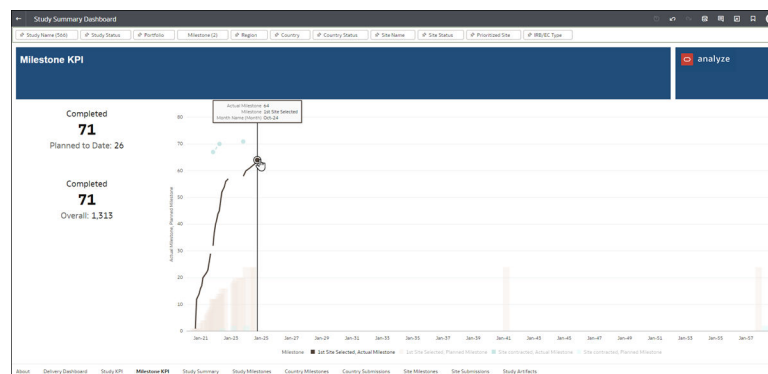 Study Summary Dashboard
Study Name (566) Study Status Portfolio Milestone (2) Region Country Country Status Site Name Site Status Prioritized Site IRB/EC Type
Milestone KPI
analyze
Completed
71
Planned to Date: 26
Completed
71
Overall: 1,313
Actual Milestone 64
Milestone 1st Site Selected
Month Name (Month) Oct-24
Actual Milestone, Planned Milestone
80
70
60
50
40
30
20
10
0
Jan-21 Jan-23 Jan-25 Jan-27 Jan-29 Jan-31 Jan-33 Jan-35 Jan-37 Jan-39 Jan-41 Jan-43 Jan-45 Jan-47 Jan-49 Jan-51 Jan-53 Jan-55 Jan-57
Milestone 1st Site Selected, Actual Milestone 1st Site Selected, Planned Milestone Site contracted, Actual Milestone Site contracted, Planned Milestone
About Delivery Dashboard Study KPI Milestone KPI Study Summary Study Milestones Country Milestones Country Submissions Site Milestones Site Submissions Study Artifacts